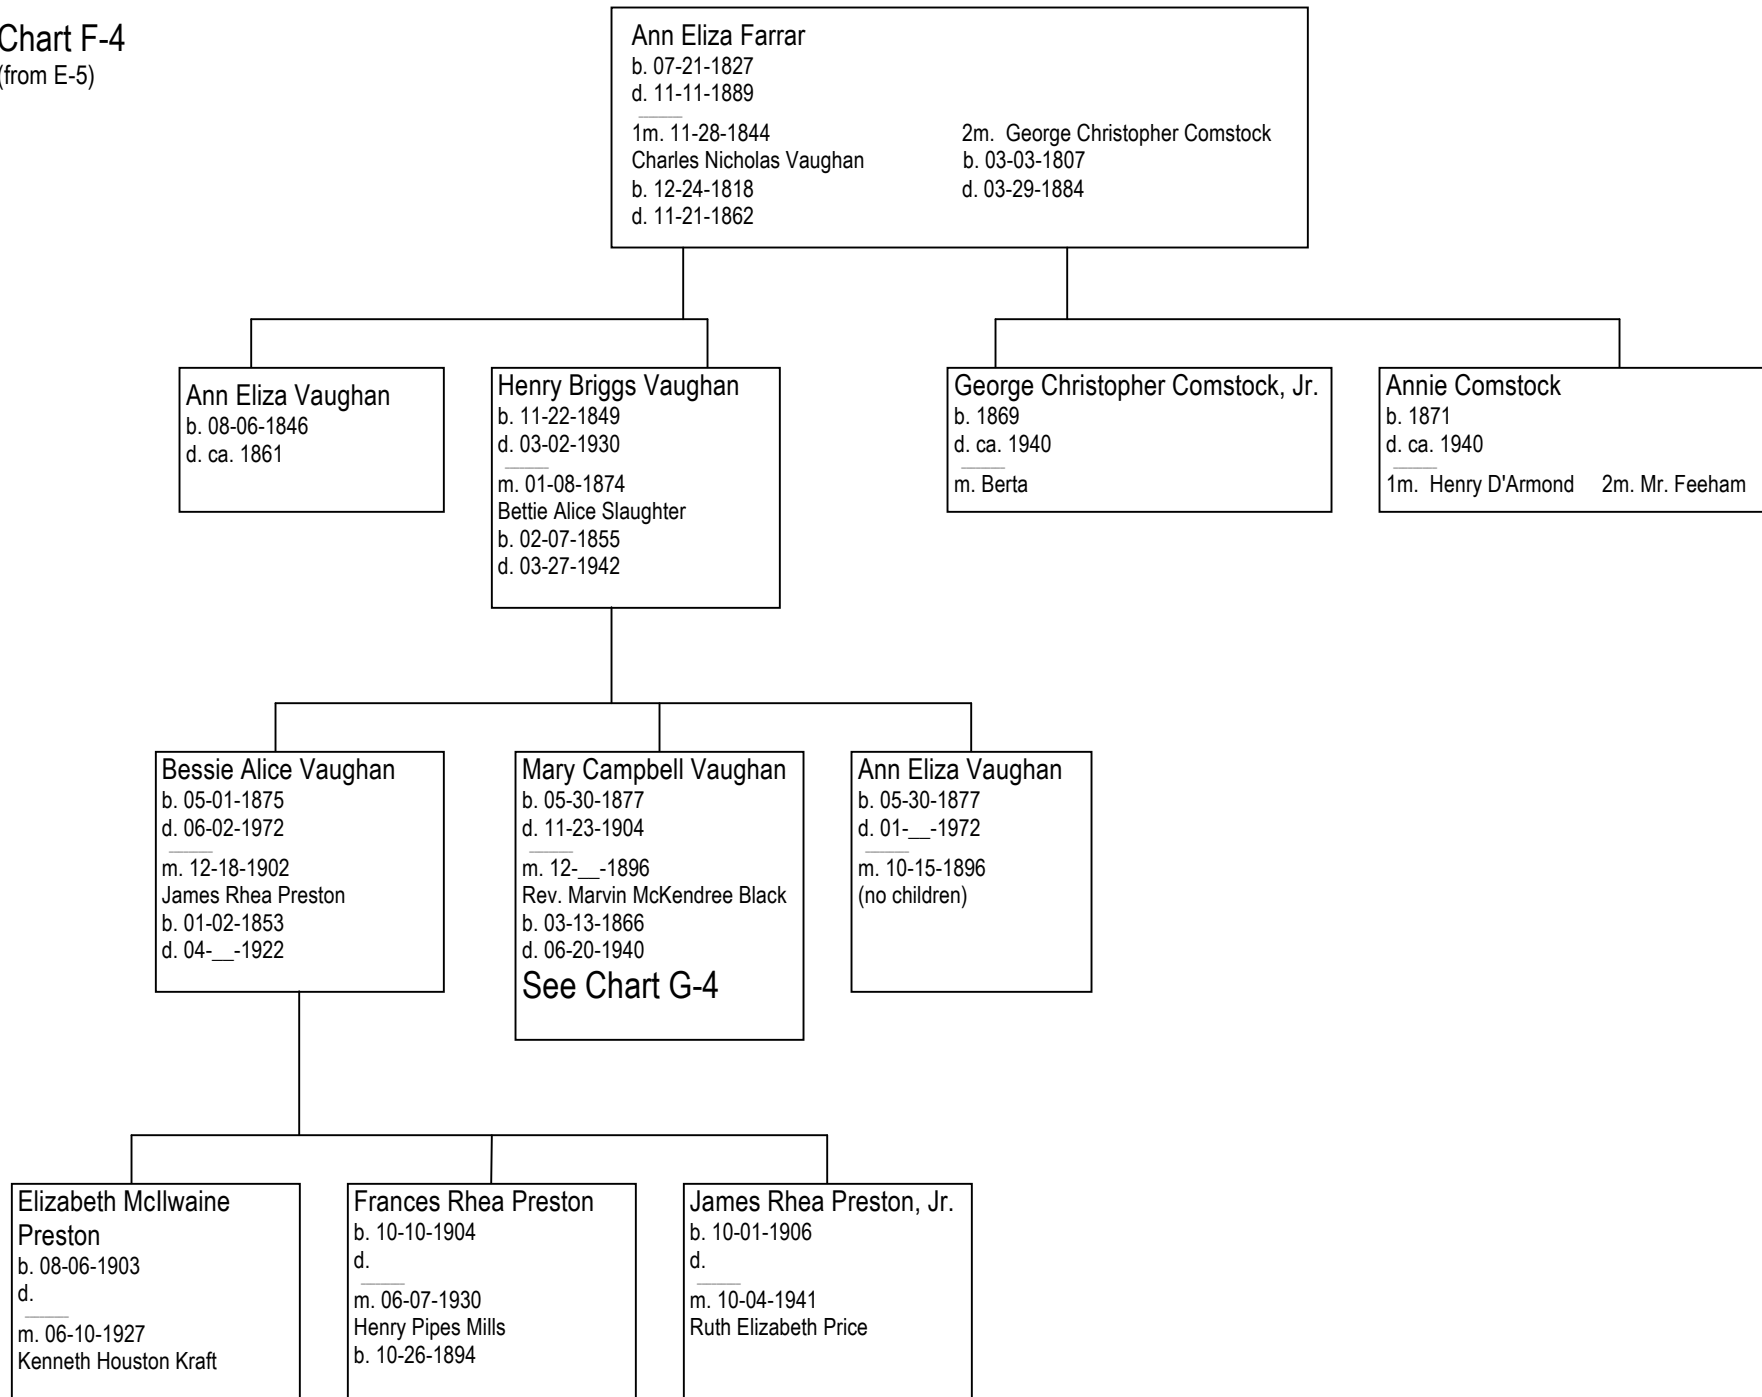 Chart F-4
(from E-5)
Ann Eliza Farrar
b. 07-21-1827
d. 11-11-1889
1m. 11-28-1844
Charles Nicholas Vaughan
b. 12-24-1818
d. 11-21-1862
2m. George Christopher Comstock
b. 03-03-1807
d. 03-29-1884
Ann Eliza Vaughan
b. 08-06-1846
d. ca. 1861
Henry Briggs Vaughan
b. 11-22-1849
d. 03-02-1930
m. 01-08-1874
Bettie Alice Slaughter
b. 02-07-1855
d. 03-27-1942
George Christopher Comstock, Jr.
b. 1869
d. ca. 1940
m. Berta
Annie Comstock
b. 1871
d. ca. 1940
1m. Henry D'Armond 2m. Mr. Feeham
Bessie Alice Vaughan
b. 05-01-1875
d. 06-02-1972
m. 12-18-1902
James Rhea Preston
b. 01-02-1853
d. 04-__-1922
Mary Campbell Vaughan
b. 05-30-1877
d. 11-23-1904
m. 12-__-1896
Rev. Marvin McKendree Black
b. 03-13-1866
d. 06-20-1940
See Chart G-4
Ann Eliza Vaughan
b. 05-30-1877
d. 01-__-1972
m. 10-15-1896
(no children)
Elizabeth McIlwaine
Preston
b. 08-06-1903
d.
m. 06-10-1927
Kenneth Houston Kraft
Frances Rhea Preston
b. 10-10-1904
d.
m. 06-07-1930
Henry Pipes Mills
b. 10-26-1894
James Rhea Preston, Jr.
b. 10-01-1906
d.
m. 10-04-1941
Ruth Elizabeth Price